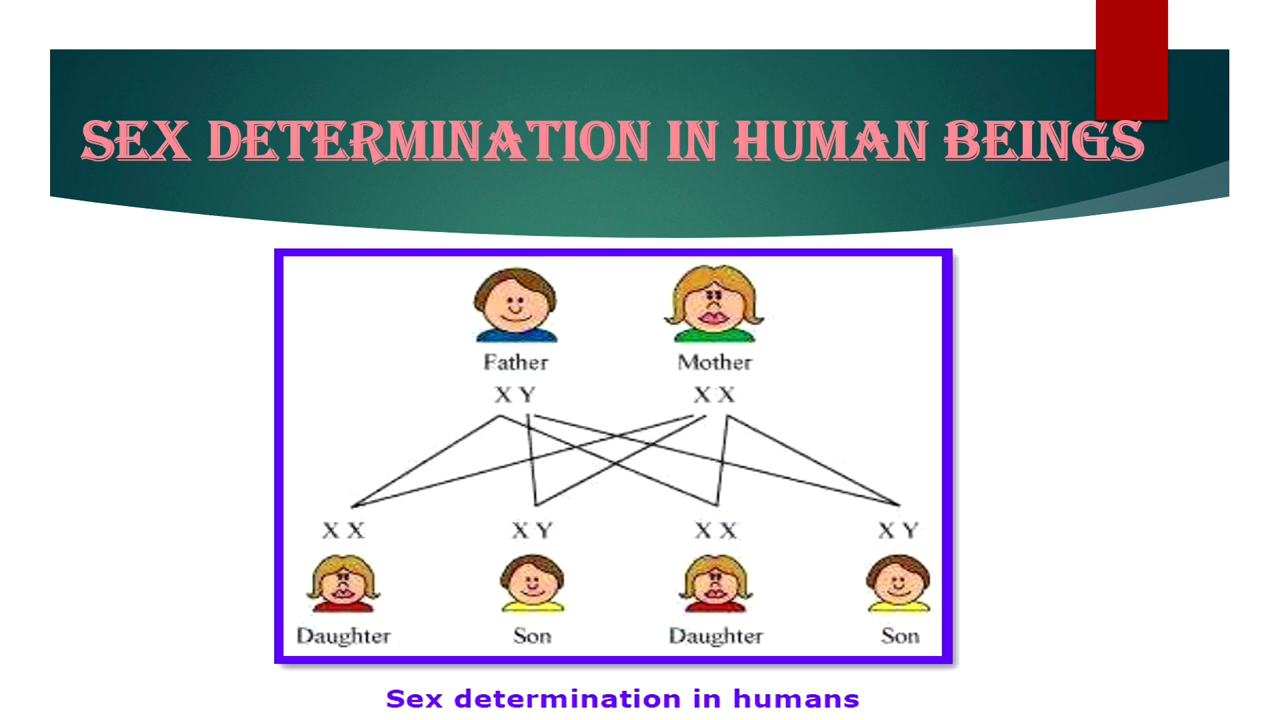 SEX DETERMINATION IN HUMAN BEINGS
Father Mother
X Y X X
X X X Y X X X Y
Daughter Son Daughter Son
Sex determination in humans